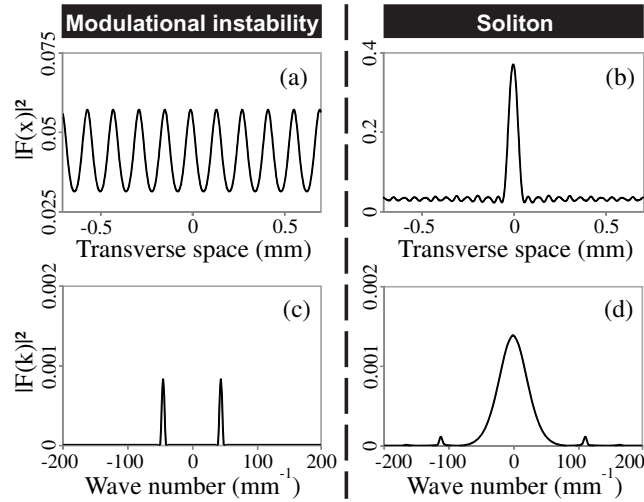 Modulational instability
Soliton
(a)
|F(x)|²
0.075
0.05
0.025
-0.5
0
0.5
Transverse space (mm)
(b)
0.4
0.2
0
-0.5
0
0.5
Transverse space (mm)
(c)
|F(k)|²
0.002
0.001
0
-200
-100
0
100
200
Wave number (mm⁻¹)
(d)
0.002
0.001
0
-200
-100
0
100
200
Wave number (mm⁻¹)